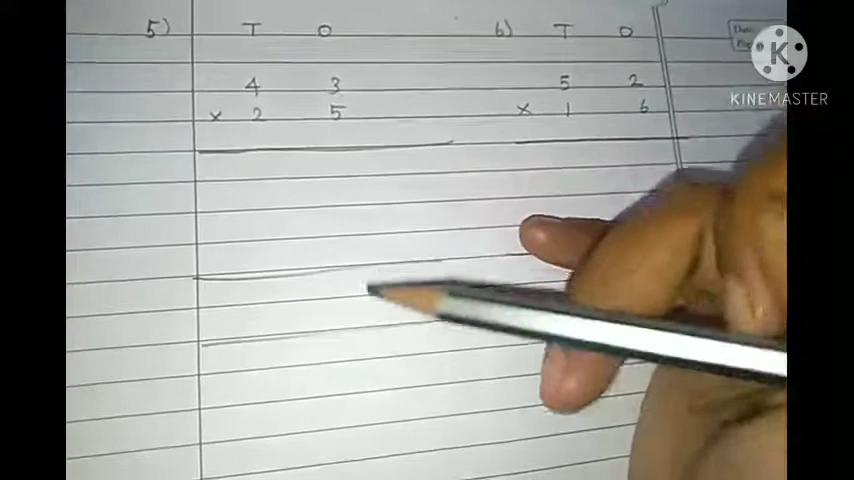 5) T O 6) T O
4 3 5 2
x 2 5 x 1 6
K
KINEMASTER